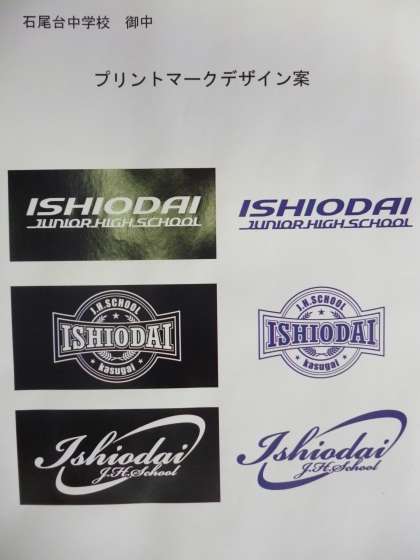 石尾台中学校　御中
プリントマークデザイン案
ISHIODAI
JUNIOR HIGH SCHOOL
ISHIODAI
JUNIOR HIGH SCHOOL
J.H.SCHOOL
ISHIODAI
kasugai
J.H.SCHOOL
ISHIODAI
kasugai
Ishiodai
J.H.School
Ishiodai
J.H.School